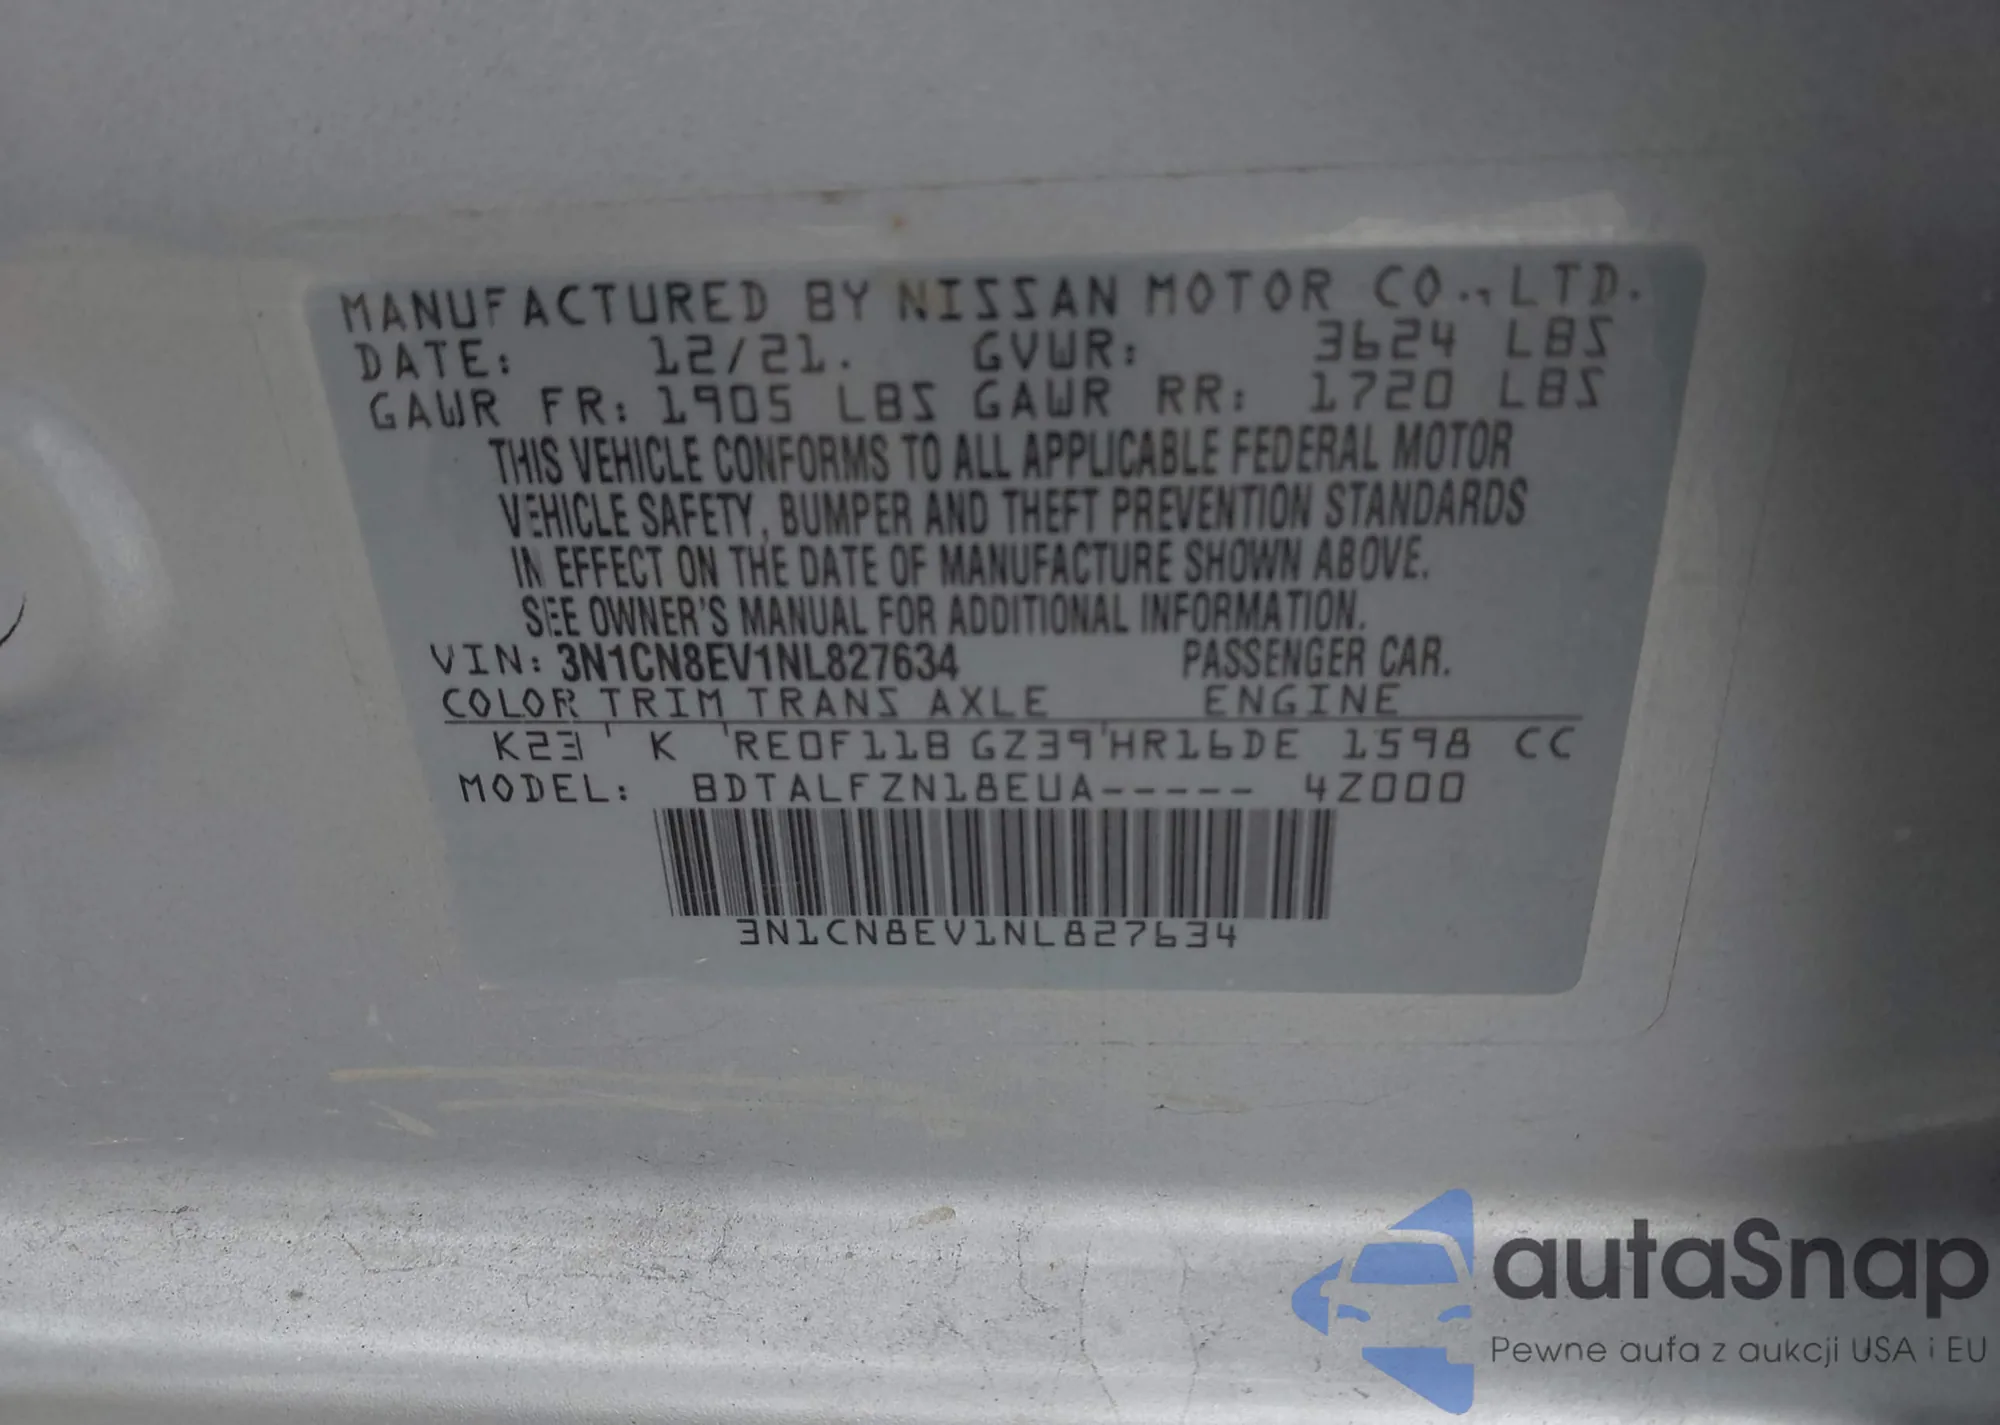 MANUFACTURED BY NISSAN MOTOR CO., LTD.
DATE: 12/21. GVWR: 3624 LBS
GAWR FR: 1905 LBS GAWR RR: 1720 LBS
THIS VEHICLE CONFORMS TO ALL APPLICABLE FEDERAL MOTOR
VEHICLE SAFETY, BUMPER AND THEFT PREVENTION STANDARDS
IN EFFECT ON THE DATE OF MANUFACTURE SHOWN ABOVE.
SEE OWNER'S MANUAL FOR ADDITIONAL INFORMATION.
VIN: 3N1CN8EV1NL827634 PASSENGER CAR.
COLOR TRIM TRANS AXLE ENGINE
K23 ' K ' RE0F11B GZ39 ' HR16DE 1598 CC
MODEL: BDTALFZN18EUA----- 4Z000
3N1CN8EV1NL827634
autaSnap
Pewne auta z aukcji USA i EU